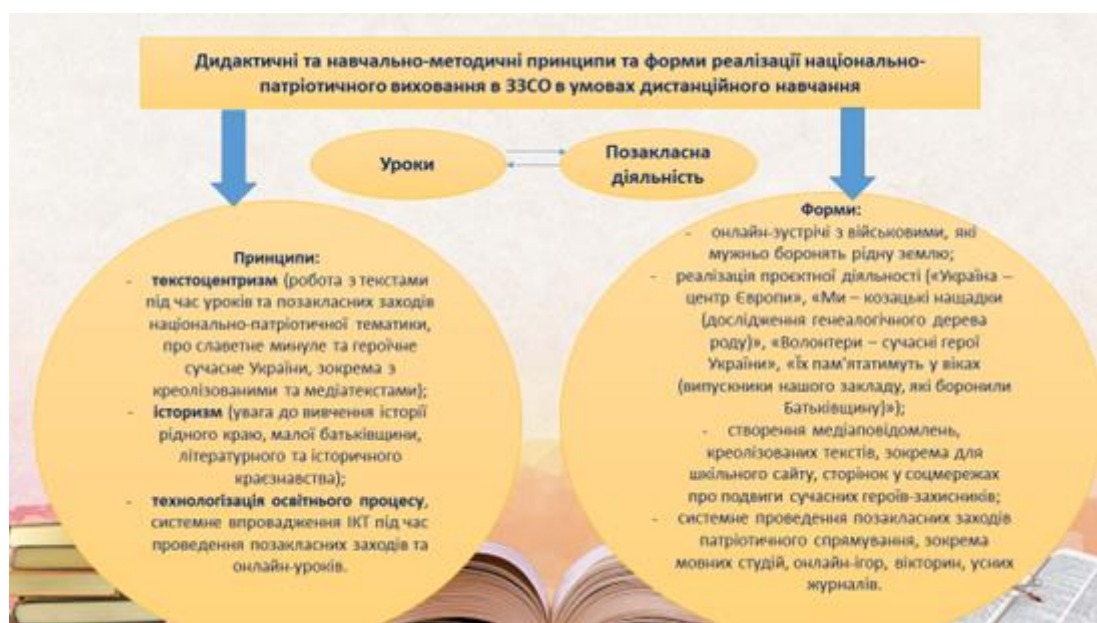 Дидактичні та навчально-методичні принципи та форми реалізації національно-
патріотичного виховання в ЗЗСО в умовах дистанційного навчання
Уроки
Позакласна
діяльність
Принципи:
- текстоцентризм (робота з текстами
під час уроків та позакласних заходів
національно-патріотичної тематики,
про славетне минуле та героїчне
сучасне України, зокрема з
креолізованими та медіатекстами);
- історизм (увага до вивчення історії
рідного краю, малої батьківщини,
літературного та історичного
краєзнавства);
- технологізація освітнього процесу,
системне впровадження ІКТ під час
проведення позакласних заходів та
онлайн-уроків.
Форми:
- онлайн-зустрічі з військовими, які
мужньо боронять рідну землю;
- реалізація проєктної діяльності («Україна –
центр Європи», «Ми – козацькі нащадки
(дослідження генеалогічного дерева
роду)», «Волонтери – сучасні герої
України», «Їх пам'ятатимуть у віках
(випускники нашого закладу, які боронили
Батьківщину)»);
- створення медіаповідомлень,
креолізованих текстів, зокрема для
шкільного сайту, сторінок у соцмережах
про подвиги сучасних героїв-захисників;
- системне проведення позакласних заходів
патріотичного спрямування, зокрема
мовних студій, онлайн-ігор, вікторин, усних
журналів.